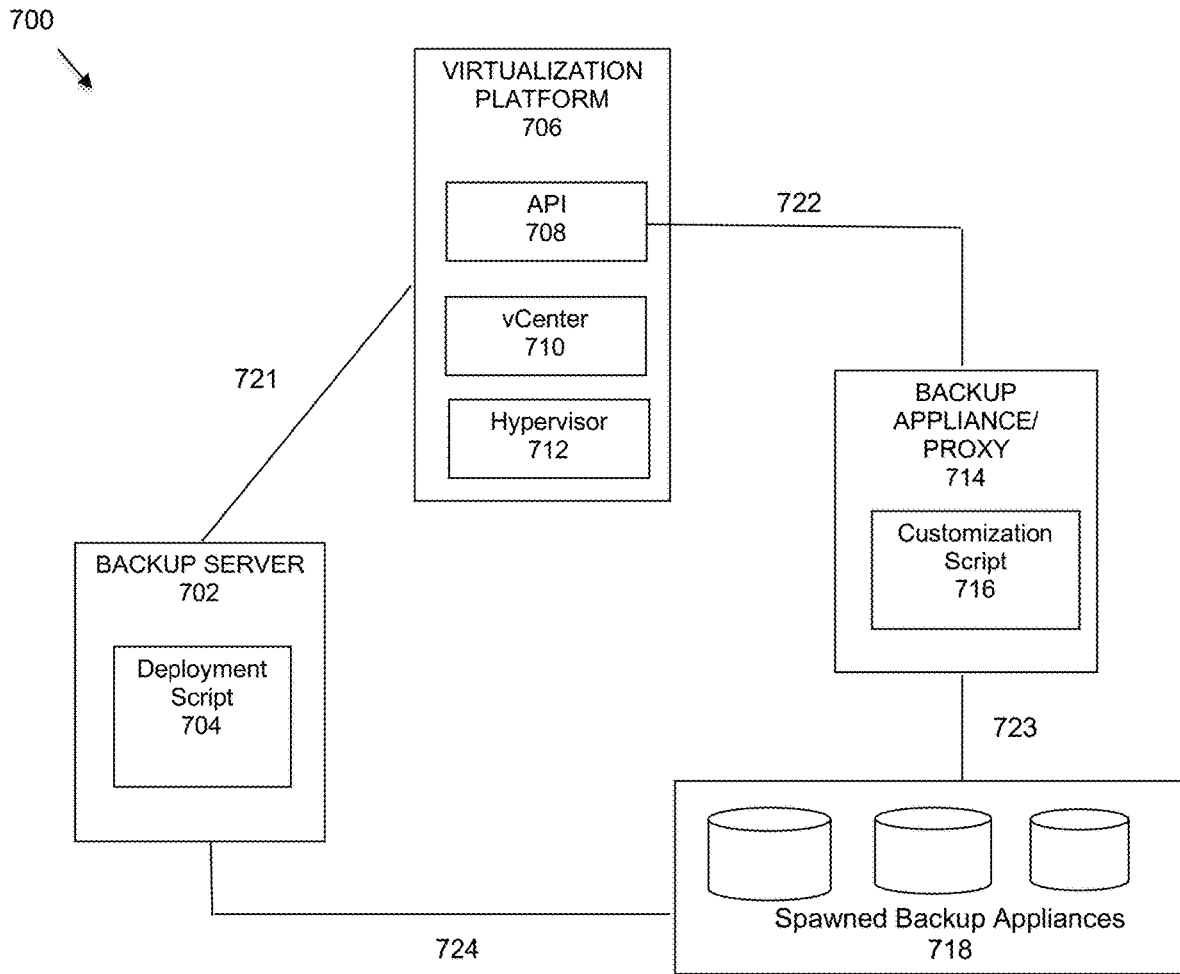 700
VIRTUALIZATION
PLATFORM
706
API
708
722
vCenter
710
721
Hypervisor
712
BACKUP
APPLIANCE/
PROXY
714
Customization
Script
716
BACKUP SERVER
702
Deployment
Script
704
723
Spawned Backup Appliances
718
724